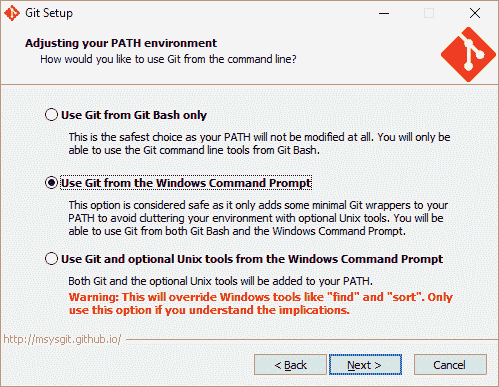 Git Setup
Adjusting your PATH environment
How would you like to use Git from the command line?
Use Git from Git Bash only
This is the safest choice as your PATH will not be modified at all. You will only be
able to use the Git command line tools from Git Bash.
Use Git from the Windows Command Prompt
This option is considered safe as it only adds some minimal Git wrappers to your
PATH to avoid cluttering your environment with optional Unix tools. You will be
able to use Git from both Git Bash and the Windows Command Prompt.
Use Git and optional Unix tools from the Windows Command Prompt
Both Git and the optional Unix tools will be added to your PATH.
Warning: This will override Windows tools like "find" and "sort". Only
use this option if you understand the implications.
http://msysgit.github.io/
< Back Next > Cancel